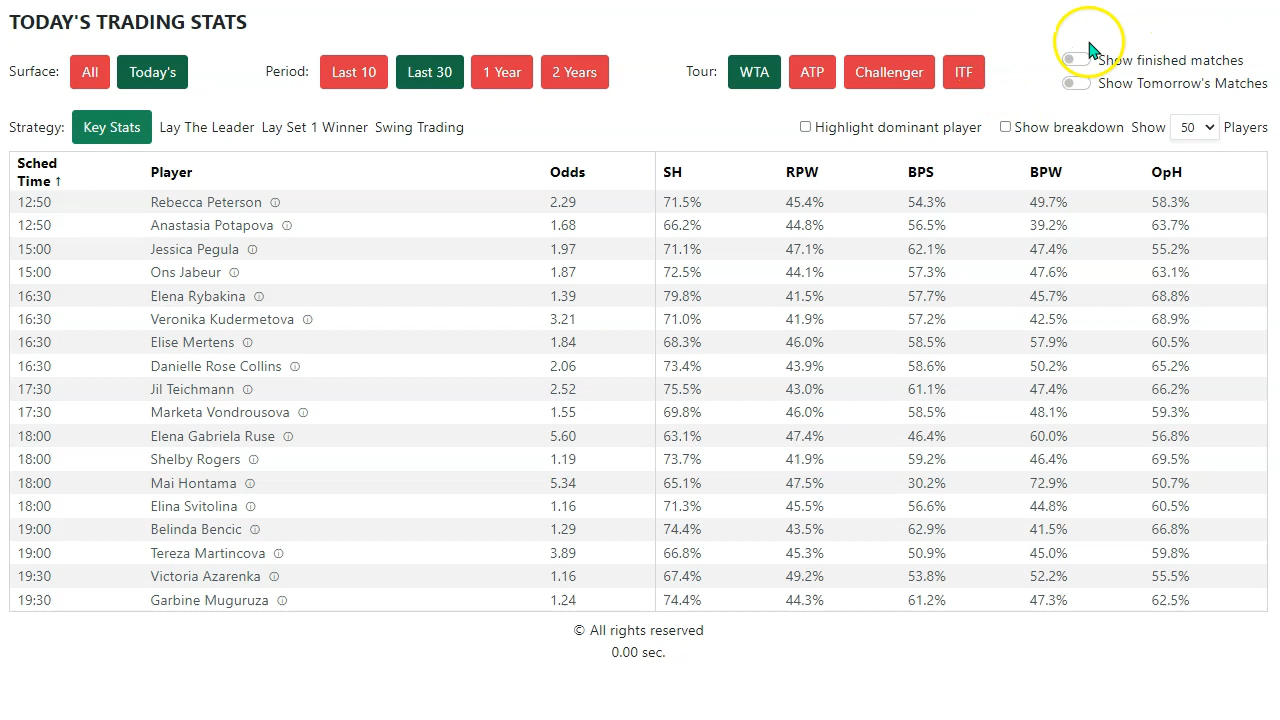 TODAY'S TRADING STATS
Surface: All Today's Period: Last 10 Last 30 1 Year 2 Years Tour: WTA ATP Challenger ITF Show finished matches
Show Tomorrow's Matches
Strategy: Key Stats Lay The Leader Lay Set 1 Winner Swing Trading Highlight dominant player Show breakdown Show 50 Players
Sched Time ↑ Player Odds SH RPW BPS BPW OpH
12:50 Rebecca Peterson ⓘ 2.29 71.5% 45.4% 54.3% 49.7% 58.3%
12:50 Anastasia Potapova ⓘ 1.68 66.2% 44.8% 56.5% 39.2% 63.7%
15:00 Jessica Pegula ⓘ 1.97 71.1% 47.1% 62.1% 47.4% 55.2%
15:00 Ons Jabeur ⓘ 1.87 72.5% 44.1% 57.3% 47.6% 63.1%
16:30 Elena Rybakina ⓘ 1.39 79.8% 41.5% 57.7% 45.7% 68.8%
16:30 Veronika Kudermetova ⓘ 3.21 71.0% 41.9% 57.2% 42.5% 68.9%
16:30 Elise Mertens ⓘ 1.84 68.3% 46.0% 58.5% 57.9% 60.5%
16:30 Danielle Rose Collins ⓘ 2.06 73.4% 43.9% 58.6% 50.2% 65.2%
17:30 Jil Teichmann ⓘ 2.52 75.5% 43.0% 61.1% 47.4% 66.2%
17:30 Marketa Vondrousova ⓘ 1.55 69.8% 46.0% 58.5% 48.1% 59.3%
18:00 Elena Gabriela Ruse ⓘ 5.60 63.1% 47.4% 46.4% 60.0% 56.8%
18:00 Shelby Rogers ⓘ 1.19 73.7% 41.9% 59.2% 46.4% 69.5%
18:00 Mai Hontama ⓘ 5.34 65.1% 47.5% 30.2% 72.9% 50.7%
18:00 Elina Svitolina ⓘ 1.16 71.3% 45.5% 56.6% 44.8% 60.5%
19:00 Belinda Bencic ⓘ 1.29 74.4% 43.5% 62.9% 41.5% 66.8%
19:00 Tereza Martincova ⓘ 3.89 66.8% 45.3% 50.9% 45.0% 59.8%
19:30 Victoria Azarenka ⓘ 1.16 67.4% 49.2% 53.8% 52.2% 55.5%
19:30 Garbine Muguruza ⓘ 1.24 74.4% 44.3% 61.2% 47.3% 62.5%
© All rights reserved
0.00 sec.